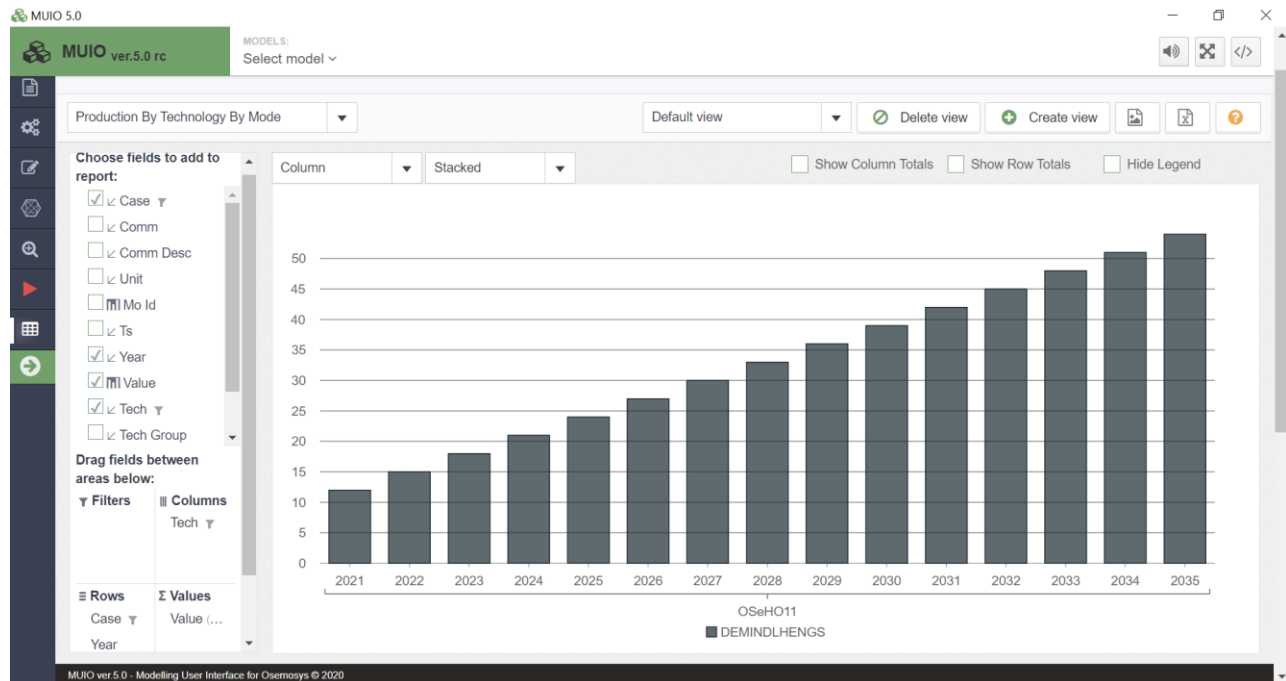 MUIO 5.0
MUIO ver.5.0 rc
MODELS:
Select model
Production By Technology By Mode
Default view
Delete view
Create view
Choose fields to add to
report:
Case
Comm
Comm Desc
Unit
Mo Id
Ts
Year
Value
Tech
Tech Group
Drag fields between
areas below:
Filters
Columns
Tech
Rows
Σ Values
Case
Value (...
Year
Column
Stacked
Show Column Totals
Show Row Totals
Hide Legend
50
45
40
35
30
25
20
15
10
5
0
2021 2022 2023 2024 2025 2026 2027 2028 2029 2030 2031 2032 2033 2034 2035
OSeHO11
DEMINDLHENGS
MUIO ver.5.0 - Modelling User Interface for Osemosys © 2020